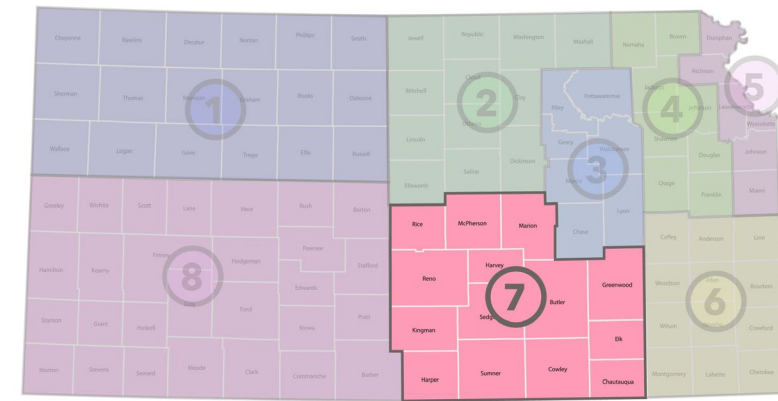 Cheyenne Rawlins Decatur Norton Phillips Smith Jewell Republic Washington Marshall Nemaha Brown Doniphan
Atchison
Sherman Thomas Graham Rooks Osborne Mitchell Cloud Clay Riley Pottawatomie Jackson Jefferson Leavenworth
1 2 3 4 5
Wyandotte
Lincoln Ottawa Geary Shawnee Douglas Johnson
Wallace Logan Gove Trego Ellis Russell Saline Dickinson Morris
Ellsworth Osage Franklin Miami
Chase Lyon
Greeley Wichita Scott Lane Ness Rush Barton Rice McPherson Marion
Coffey Anderson Linn
Pawnee
Hamilton Kearny Finney Hodgeman Stafford Reno Harvey
8 7 6
Edwards Butler Greenwood Woodson Allen Bourbon
Gray Ford
Stanton Grant Haskell Kiowa Pratt Kingman Sedg
Elk Wilson Crawford
Morton Stevens Seward Meade Clark Comanche Barber Harper Sumner Cowley Chautauqua Montgomery Labette Cherokee